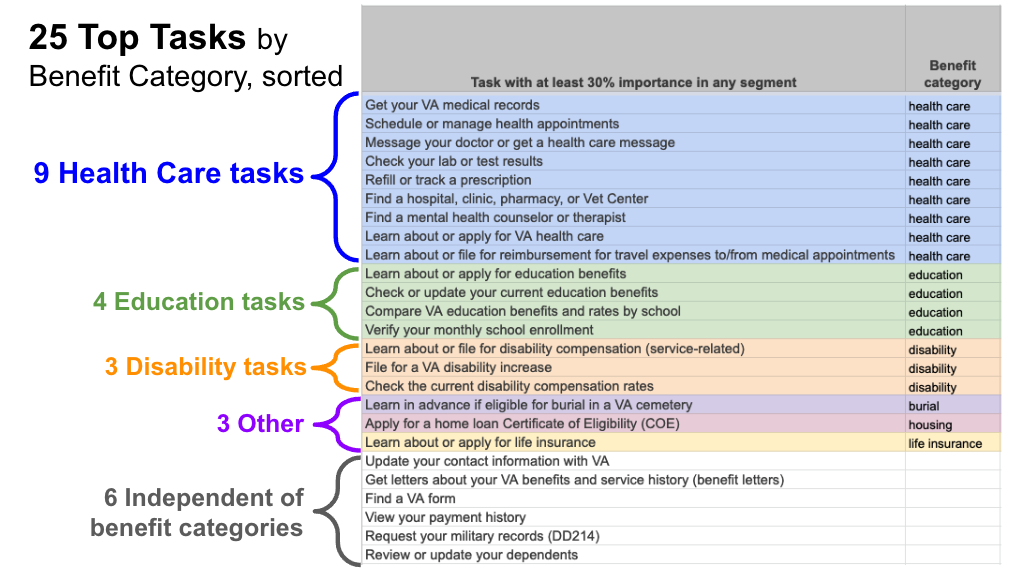 25 Top Tasks by
Benefit Category, sorted
Task with at least 30% importance in any segment
Benefit
category
9 Health Care tasks
Get your VA medical records health care
Schedule or manage health appointments health care
Message your doctor or get a health care message health care
Check your lab or test results health care
Refill or track a prescription health care
Find a hospital, clinic, pharmacy, or Vet Center health care
Find a mental health counselor or therapist health care
Learn about or apply for VA health care health care
Learn about or file for reimbursement for travel expenses to/from medical appointments health care
4 Education tasks
Learn about or apply for education benefits education
Check or update your current education benefits education
Compare VA education benefits and rates by school education
Verify your monthly school enrollment education
3 Disability tasks
Learn about or file for disability compensation (service-related) disability
File for a VA disability increase disability
Check the current disability compensation rates disability
3 Other
Learn in advance if eligible for burial in a VA cemetery burial
Apply for a home loan Certificate of Eligibility (COE) housing
Learn about or apply for life insurance life insurance
6 Independent of
benefit categories
Update your contact information with VA
Get letters about your VA benefits and service history (benefit letters)
Find a VA form
View your payment history
Request your military records (DD214)
Review or update your dependents